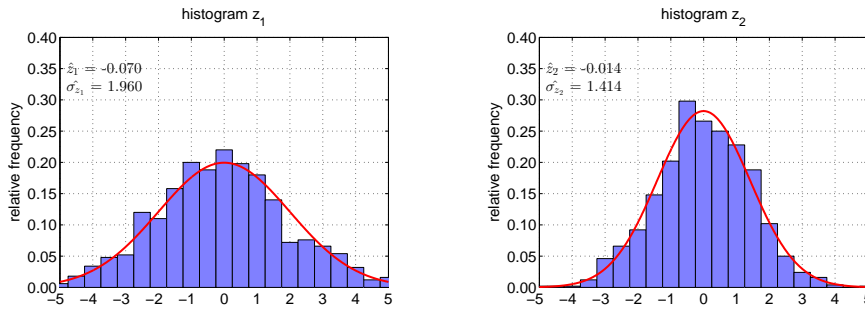 histogram z1
0.40
0.35
0.30
0.25
0.20
0.15
0.10
0.05
0.00
relative frequency
ẑ1 = -0.070
σ̂z1 = 1.960
−5 −4 −3 −2 −1 0 1 2 3 4 5
histogram z2
0.40
0.35
0.30
0.25
0.20
0.15
0.10
0.05
0.00
relative frequency
ẑ2 = -0.014
σ̂z2 = 1.414
−5 −4 −3 −2 −1 0 1 2 3 4 5